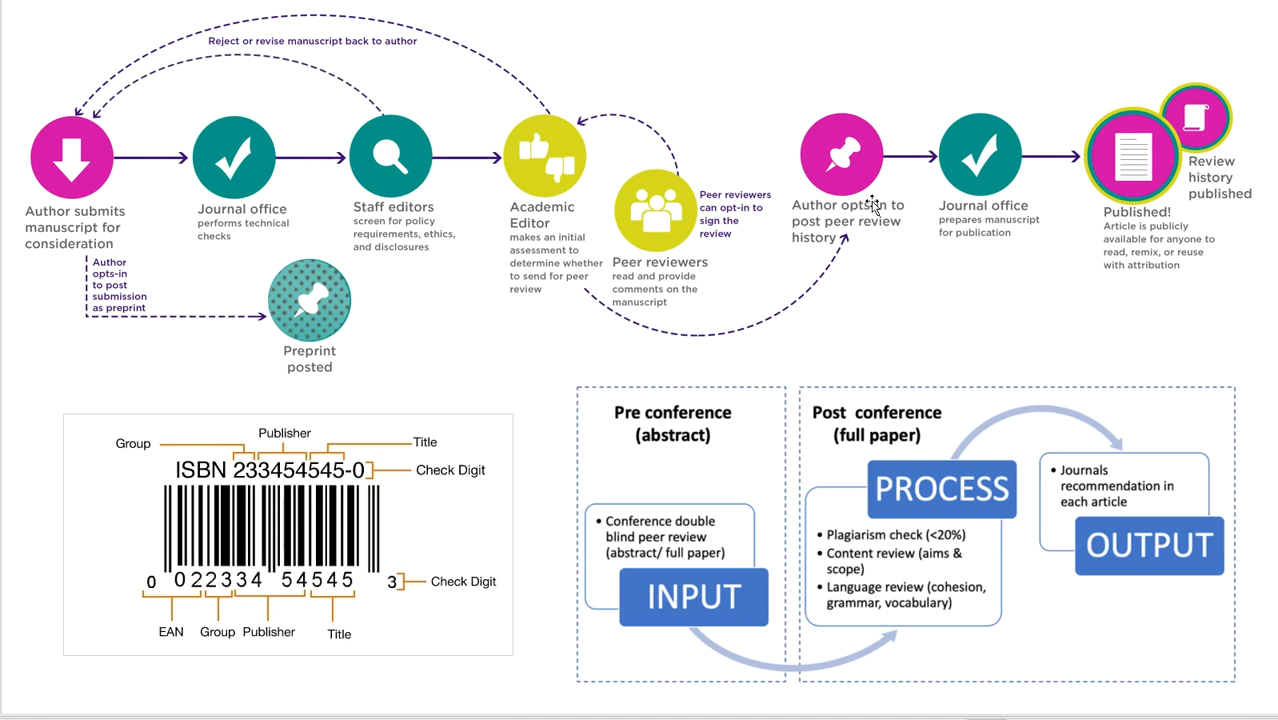 Reject or revise manuscript back to author
Author submits
manuscript for
consideration
Journal office
performs technical
checks
Staff editors
screen for policy
requirements, ethics,
and disclosures
Academic
Editor
makes an initial
assessment to
determine whether
to send for peer
review
Peer reviewers
can opt-in to
sign the
review
Peer reviewers
read and provide
comments on the
manuscript
Author opts-in to
post peer review
history
Journal office
prepares manuscript
for publication
Published!
Article is publicly
available for anyone to
read, remix, or reuse
with attribution
Review
history
published
Author
opts-in
to post
submission
as preprint
Preprint
posted
Group
Publisher
Title
ISBN 233454545-0
Check Digit
0 02233454545 3
Check Digit
EAN Group Publisher Title
Pre conference
(abstract)
• Conference double
blind peer review
(abstract/ full paper)
INPUT
Post conference
(full paper)
PROCESS
• Plagiarism check (<20%)
• Content review (aims &
scope)
• Language review (cohesion,
grammar, vocabulary)
• Journals
recommendation in
each article
OUTPUT